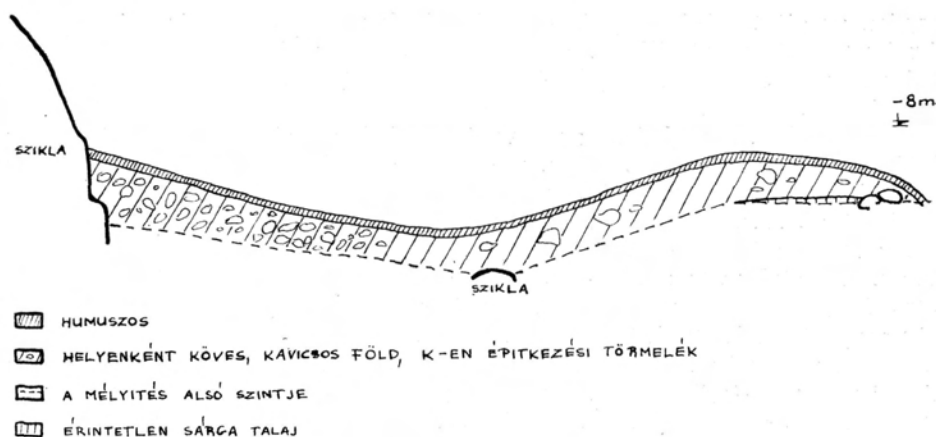 -8m
SZIKLA
SZIKLA
HUMUSZOS
HELYENKÉNT KÖVES, KAVICSOS FÖLD, K-EN ÉPITKEZÉSI TÖRMELÉK
A MÉLYITÉS ALSÓ SZINTJE
ÉRINTETLEN SÁRGA TALAJ